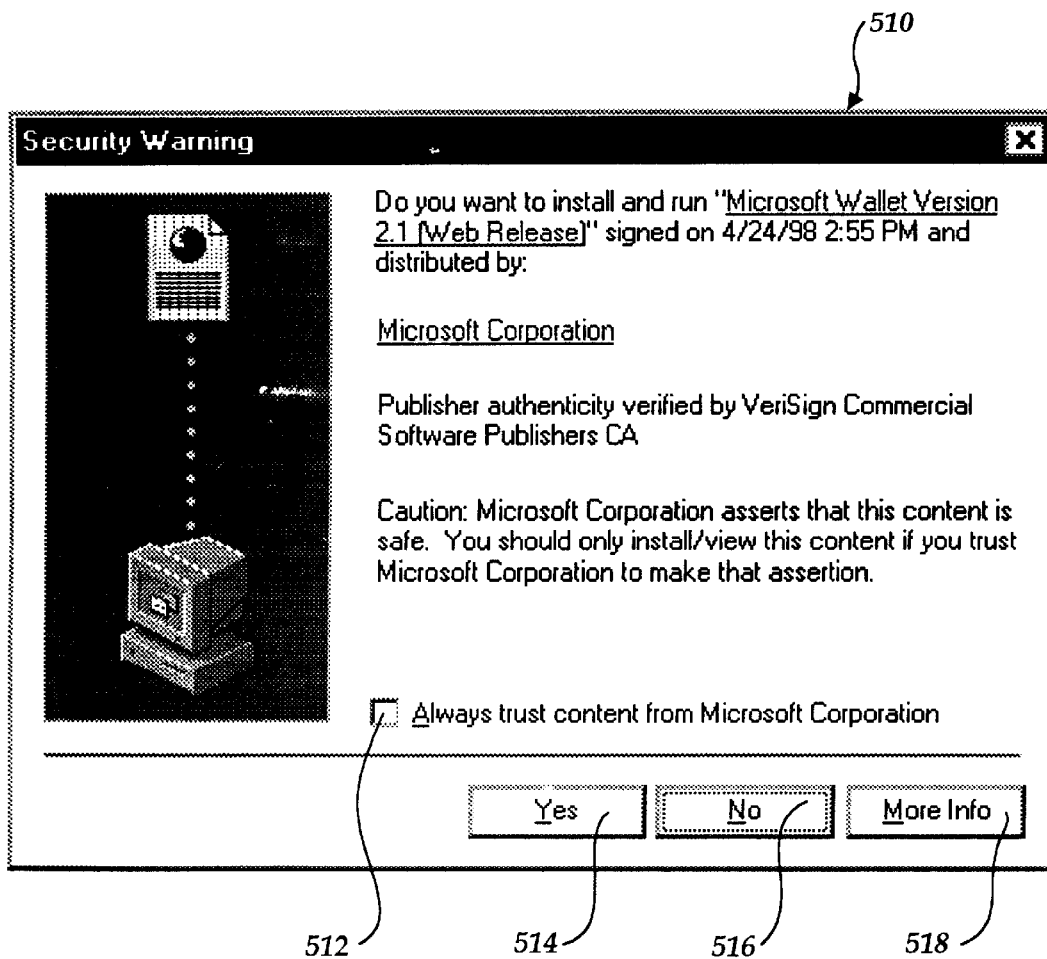 510
Security Warning
Do you want to install and run "Microsoft Wallet Version
2.1 (Web Release)" signed on 4/24/98 2:55 PM and
distributed by:
Microsoft Corporation
Publisher authenticity verified by VeriSign Commercial
Software Publishers CA
Caution: Microsoft Corporation asserts that this content is
safe. You should only install/view this content if you trust
Microsoft Corporation to make that assertion.
Always trust content from Microsoft Corporation
Yes No More Info
512 514 516 518